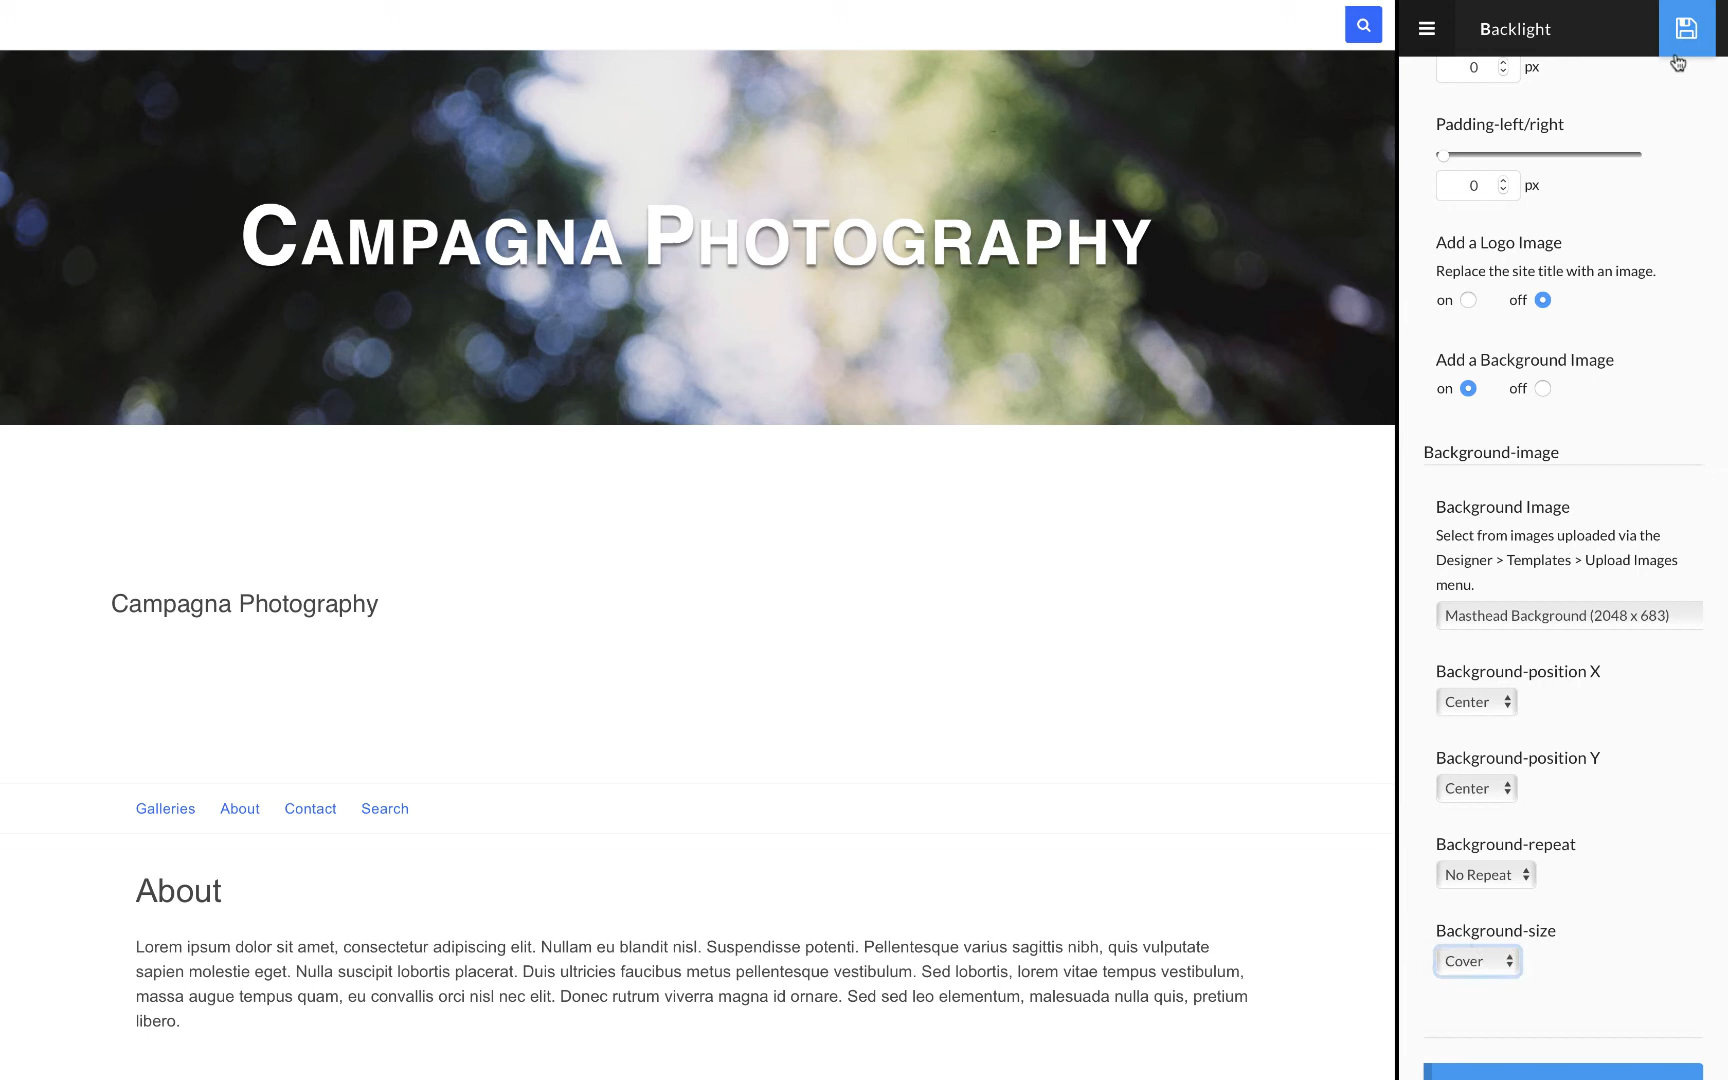 Campagna Photography
Campagna Photography
Galleries About Contact Search
About
Lorem ipsum dolor sit amet, consectetur adipiscing elit. Nullam eu blandit nisl. Suspendisse potenti. Pellentesque varius sagittis nibh, quis vulputate
sapien molestie eget. Nulla suscipit lobortis placerat. Duis ultricies faucibus metus pellentesque vestibulum. Sed lobortis, lorem vitae tempus vestibulum,
massa augue tempus quam, eu convallis orci nisl nec elit. Donec rutrum viverra magna id ornare. Sed sed leo elementum, malesuada nulla quis, pretium
libero.
Backlight
0 px
Padding-left/right
0 px
Add a Logo Image
Replace the site title with an image.
on off
Add a Background Image
on off
Background-image
Background Image
Select from images uploaded via the
Designer > Templates > Upload Images
menu.
Masthead Background (2048 x 683)
Background-position X
Center
Background-position Y
Center
Background-repeat
No Repeat
Background-size
Cover